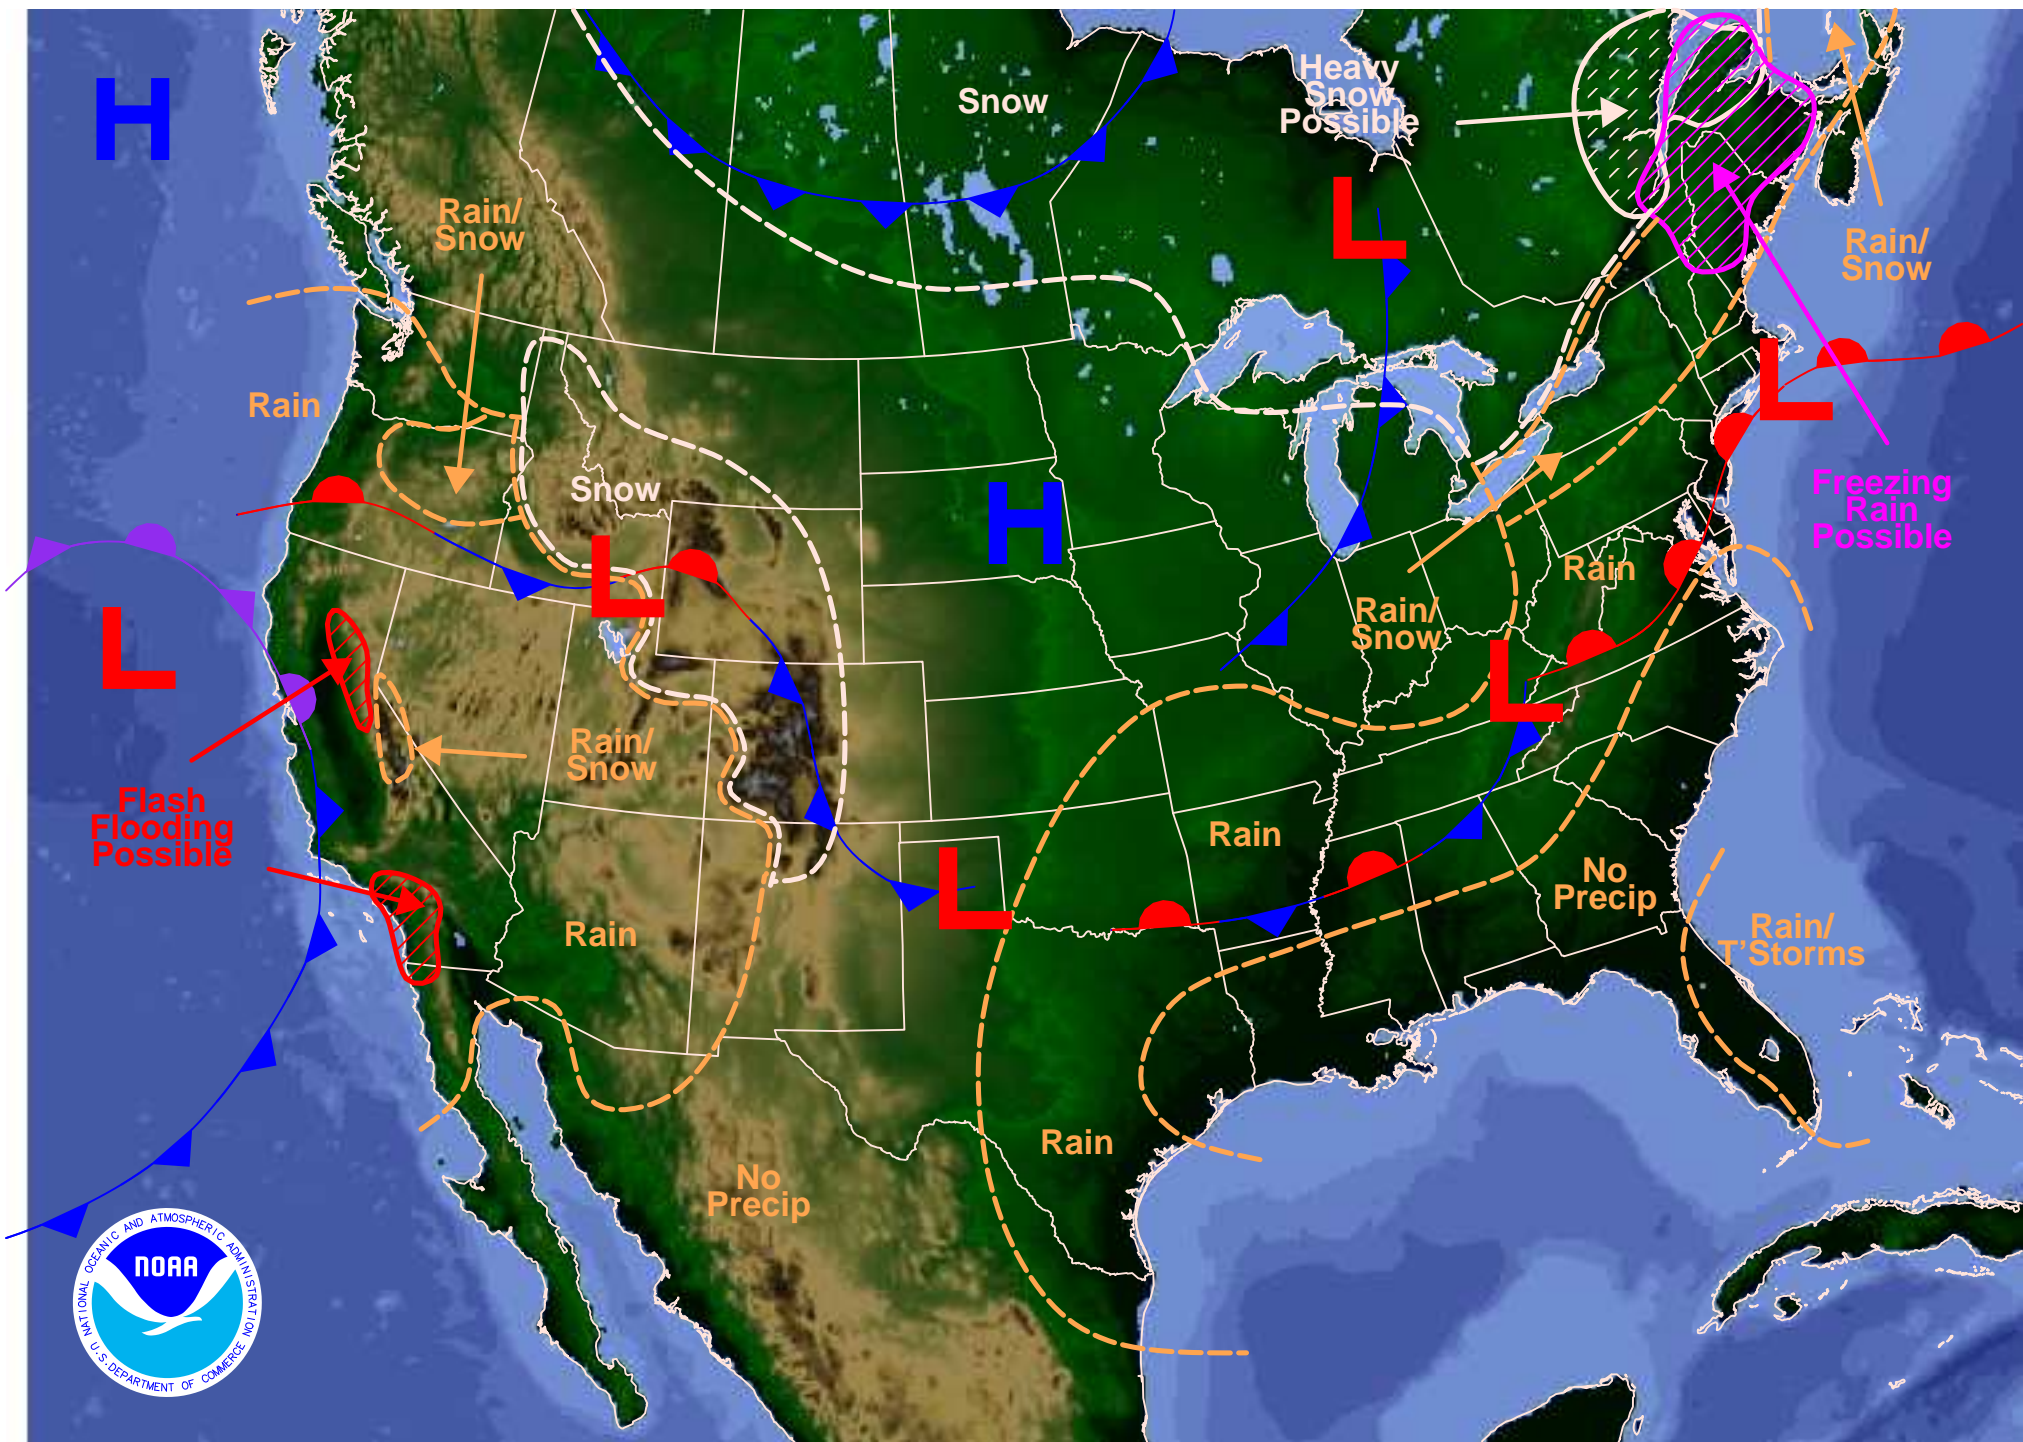 H
Snow
Heavy
Snow
Possible
L
Rain/
Snow
Rain/
Snow
Rain
L
Snow
Freezing
Rain
Possible
H
L
Rain
L
Rain/
Snow
L
Rain/
Snow
Flash
Flooding
Possible
Rain
L
No
Precip
Rain
Rain/
T'Storms
Rain
No
Precip
NATIONAL OCEANIC AND ATMOSPHERIC ADMINISTRATION
NOAA
U.S. DEPARTMENT OF COMMERCE